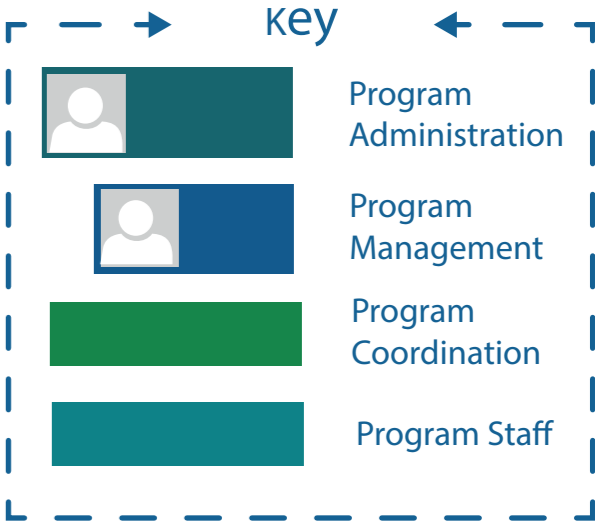 Key
Program
Administration
Program
Management
Program
Coordination
Program Staff